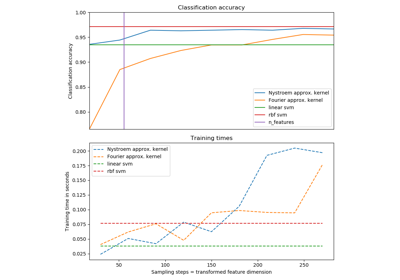 Classification accuracy
1.00
0.95
0.90
0.85
0.80
Classification accuracy
Nystroem approx. kernel
Fourier approx. kernel
linear svm
rbf svm
n_features
Training times
0.200
0.175
0.150
0.125
0.100
0.075
0.050
0.025
Training time in seconds
Nystroem approx. kernel
Fourier approx. kernel
linear svm
rbf svm
50 100 150 200 250
Sampling steps = transformed feature dimension